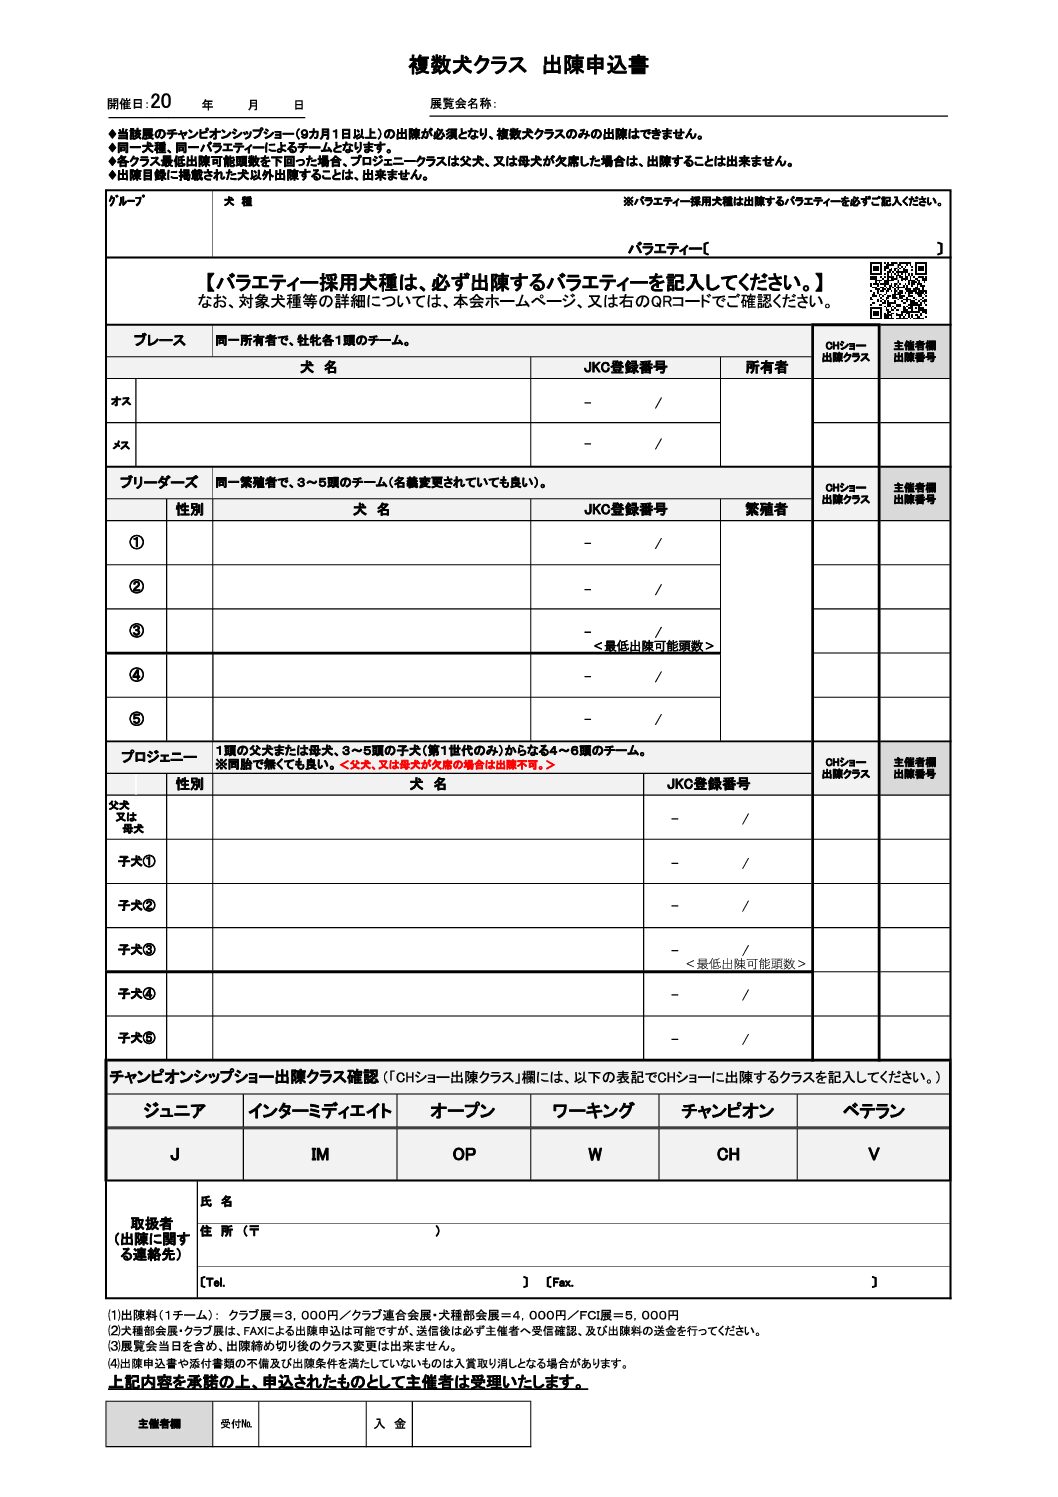 複数犬クラス 出陳申込書
開催日：20 年 月 日 展覧会名称：
♦当該展のチャンピオンシップショー（9カ月1日以上）の出陳が必須となり、複数犬クラスのみの出陳はできません。
♦同一犬種、同一バラエティーによるチームとなります。
♦各クラス最低出陳可能頭数を下回った場合、プロジェニークラスは父犬、又は母犬が欠席した場合は、出陳することは出来ません。
♦出陳目録に掲載された犬以外出陳することは、出来ません。
ｸﾞﾙｰﾌﾟ 犬 種 ※バラエティー採用犬種は出陳するバラエティーを必ずご記入ください。
バラエティー〔 〕
【バラエティー採用犬種は、必ず出陳するバラエティーを記入してください。】
なお、対象犬種等の詳細については、本会ホームページ、又は右のQRコードでご確認ください。
ブレース 同一所有者で、牡牝各1頭のチーム。 CHショー 出陳クラス 主催者欄 出陳番号
犬 名 JKC登録番号 所有者
オス － ／
メス － ／
ブリーダーズ 同一繁殖者で、3～5頭のチーム（名義変更されていても良い）。 CHショー 出陳クラス 主催者欄 出陳番号
性別 犬 名 JKC登録番号 繁殖者
① － ／
② － ／
③ － ／
＜最低出陳可能頭数＞
④ － ／
⑤ － ／
プロジェニー 1頭の父犬または母犬、3～5頭の子犬（第1世代のみ）からなる4～6頭のチーム。
※同胎で無くても良い。＜父犬、又は母犬が欠席の場合は出陳不可。＞ CHショー 出陳クラス 主催者欄 出陳番号
性別 犬 名 JKC登録番号
父犬
又は － ／
母犬
子犬① － ／
子犬② － ／
子犬③ － ／
＜最低出陳可能頭数＞
子犬④ － ／
子犬⑤ － ／
チャンピオンシップショー出陳クラス確認（「CHショー出陳クラス」欄には、以下の表記でCHショーに出陳するクラスを記入してください。）
ジュニア インターミディエイト オープン ワーキング チャンピオン ベテラン
J IM OP W CH V
氏 名
取扱者
（出陳に関す
る連絡先）
住 所 （〒 ）
〔Tel. 〕 〔Fax. 〕
⑴出陳料（1チーム）： クラブ展＝3，000円／クラブ連合会展・犬種部会展＝4，000円／FCI展＝5，000円
⑵犬種部会展・クラブ展は、FAXによる出陳申込は可能ですが、送信後は必ず主催者へ受信確認、及び出陳料の送金を行ってください。
⑶展覧会当日を含め、出陳締め切り後のクラス変更は出来ません。
⑷出陳申込書や添付書類の不備及び出陳条件を満たしていないものは入賞取り消しとなる場合があります。
上記内容を承諾の上、申込されたものとして主催者は受理いたします。
主催者欄 受付№ 入 金